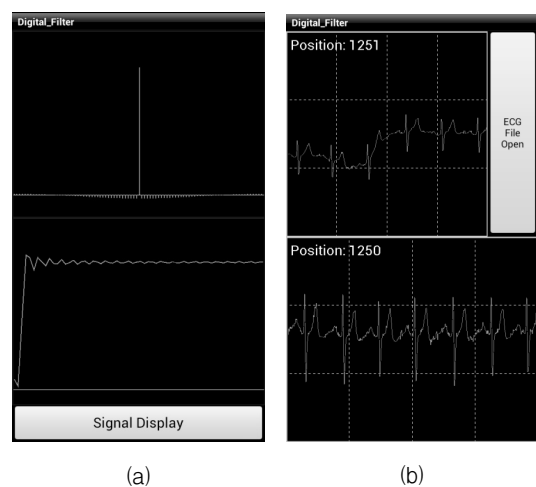 Digital_Filter
Signal Display
(a)
Digital_Filter
Position: 1251
ECG
File
Open
Position: 1250
(b)